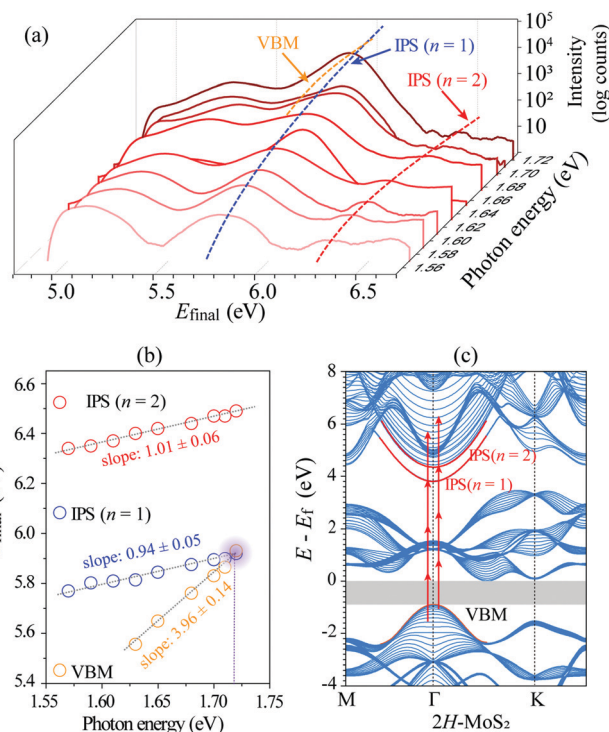 (a)
VBM
IPS (n = 1)
IPS (n = 2)
Intensity
(log counts)
10⁵
10⁴
10³
10²
10
1.72
1.70
1.68
1.66
1.64
1.62
1.60
1.58
1.56
Photon energy (eV)
5.0 5.5 6.0 6.5
E_final (eV)
(b)
6.6
6.4
6.2
6.0
5.8
5.6
5.4
IPS (n = 2)
slope: 1.01 ± 0.06
IPS (n = 1)
slope: 0.94 ± 0.05
slope: 3.96 ± 0.14
VBM
1.55 1.60 1.65 1.70 1.75
Photon energy (eV)
(c)
8
6
4
2
0
-2
-4
E - E_f (eV)
IPS(n = 2)
IPS(n = 1)
VBM
M Γ K
2H-MoS₂